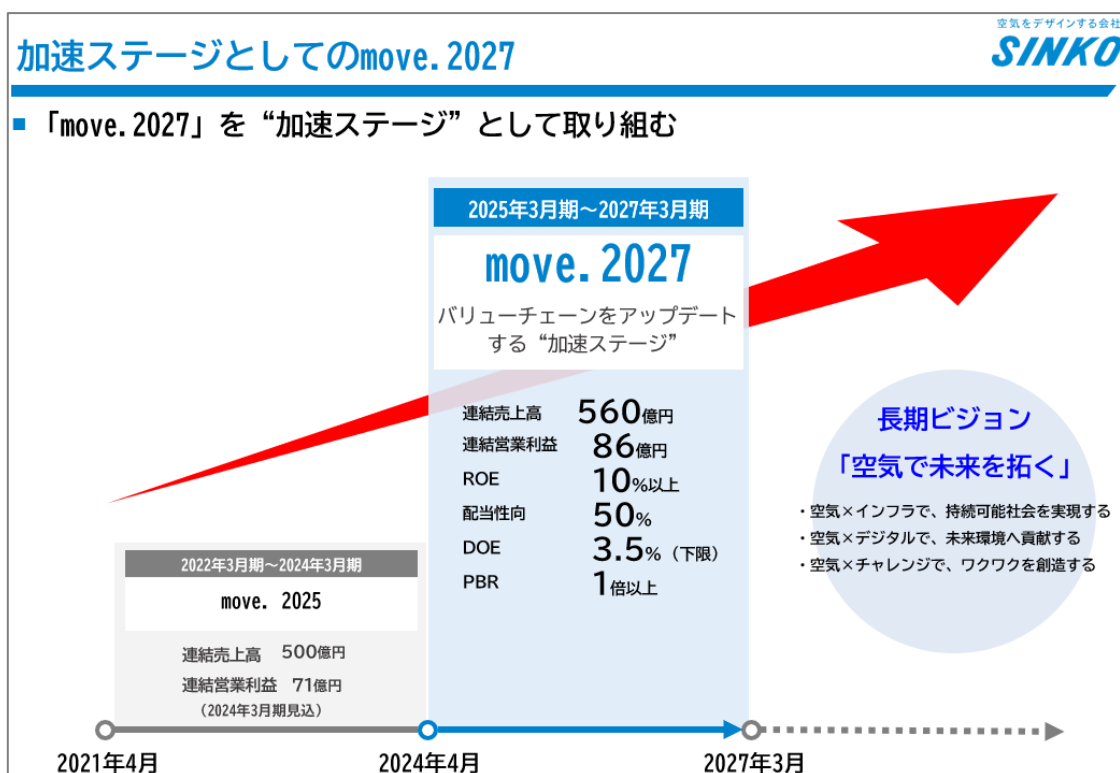 空気をデザインする会社
SINKO
加速ステージとしてのmove.2027
■ 「move.2027」を“加速ステージ”として取り組む
2025年3月期～2027年3月期
move.2027
バリューチェーンをアップデート
する“加速ステージ”
連結売上高 560億円
連結営業利益 86億円
ROE 10%以上
配当性向 50%
DOE 3.5%（下限）
PBR 1倍以上
2022年3月期～2024年3月期
move. 2025
連結売上高 500億円
連結営業利益 71億円
（2024年3月期見込）
長期ビジョン
「空気で未来を拓く」
・空気×インフラで、持続可能社会を実現する
・空気×デジタルで、未来環境へ貢献する
・空気×チャレンジで、ワクワクを創造する
2021年4月 2024年4月 2027年3月